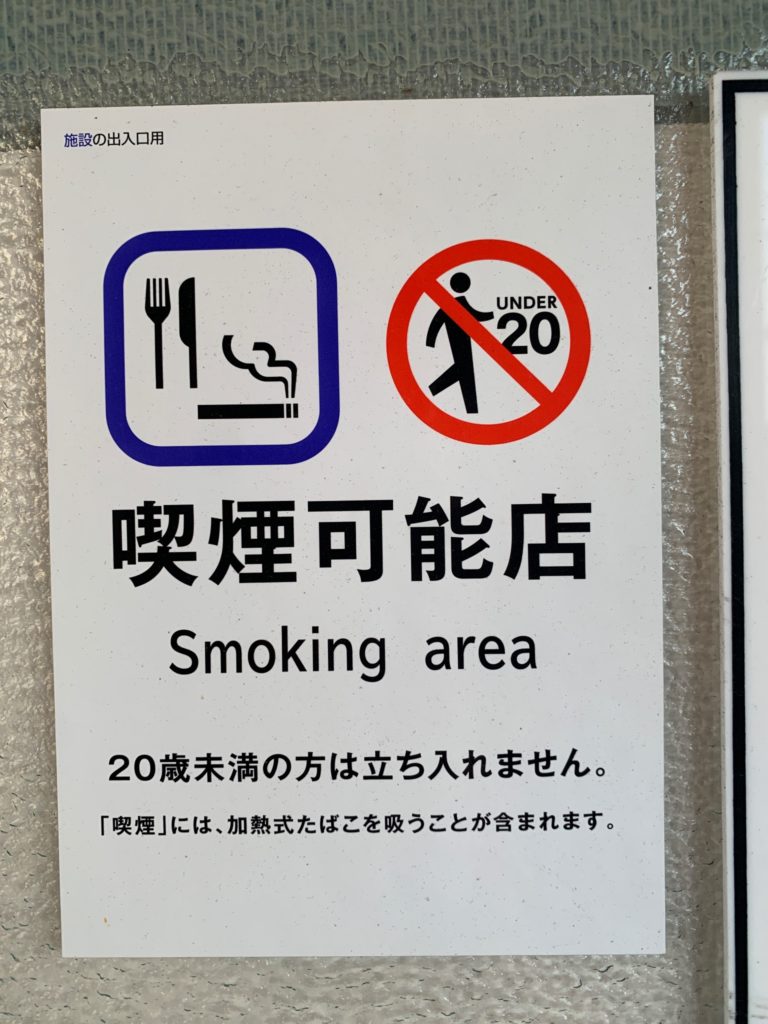 施設の出入口用
UNDER
20
喫煙可能店
Smoking area
20歳未満の方は立ち入れません。
「喫煙」には、加熱式たばこを吸うことが含まれます。